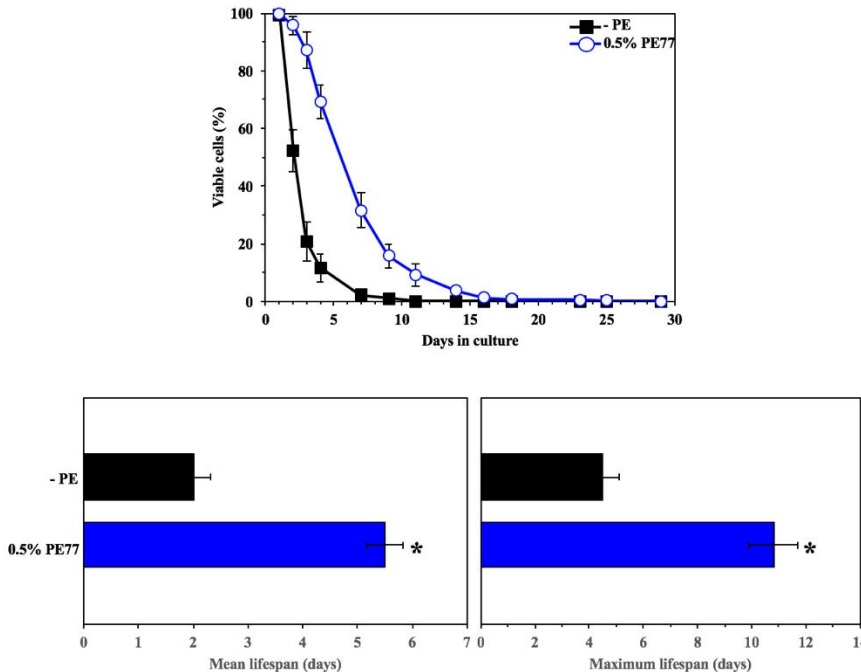 100
80
60
40
20
0
Viable cells (%)
- PE
0.5% PE77
0 5 10 15 20 25 30
Days in culture
- PE
0.5% PE77
*
*
0 1 2 3 4 5 6 7
Mean lifespan (days)
0 2 4 6 8 10 12 14
Maximum lifespan (days)